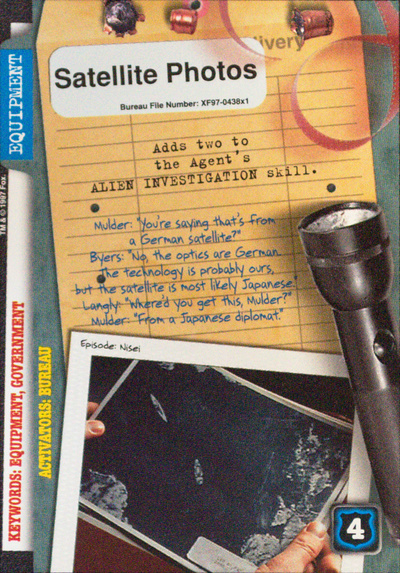 ivery
Satellite Photos
Bureau File Number: XF97-0438x1
Adds two to
the Agent's
ALIEN INVESTIGATION skill.
Mulder: "You're saying that's from
a German satellite?"
Byers: "No, the optics are German.
The technology is probably ours,
but the satellite is most likely Japanese."
Langly: "Where'd you get this, Mulder?"
Mulder: "From a Japanese diplomat."
Episode: Nisei
4
EQUIPMENT
TM & © 1997 Fox.
KEYWORDS: EQUIPMENT, GOVERNMENT
ACTIVATORS: BUREAU